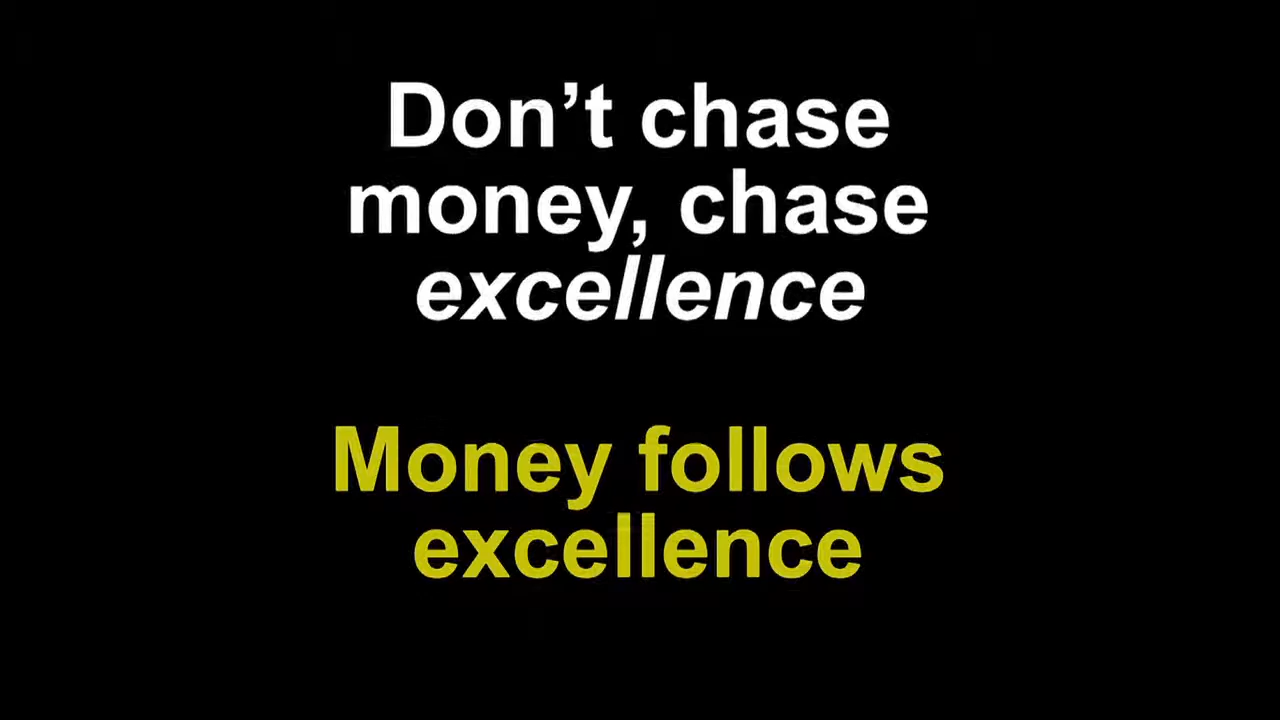 Don’t chase
money, chase
excellence
Money follows
excellence